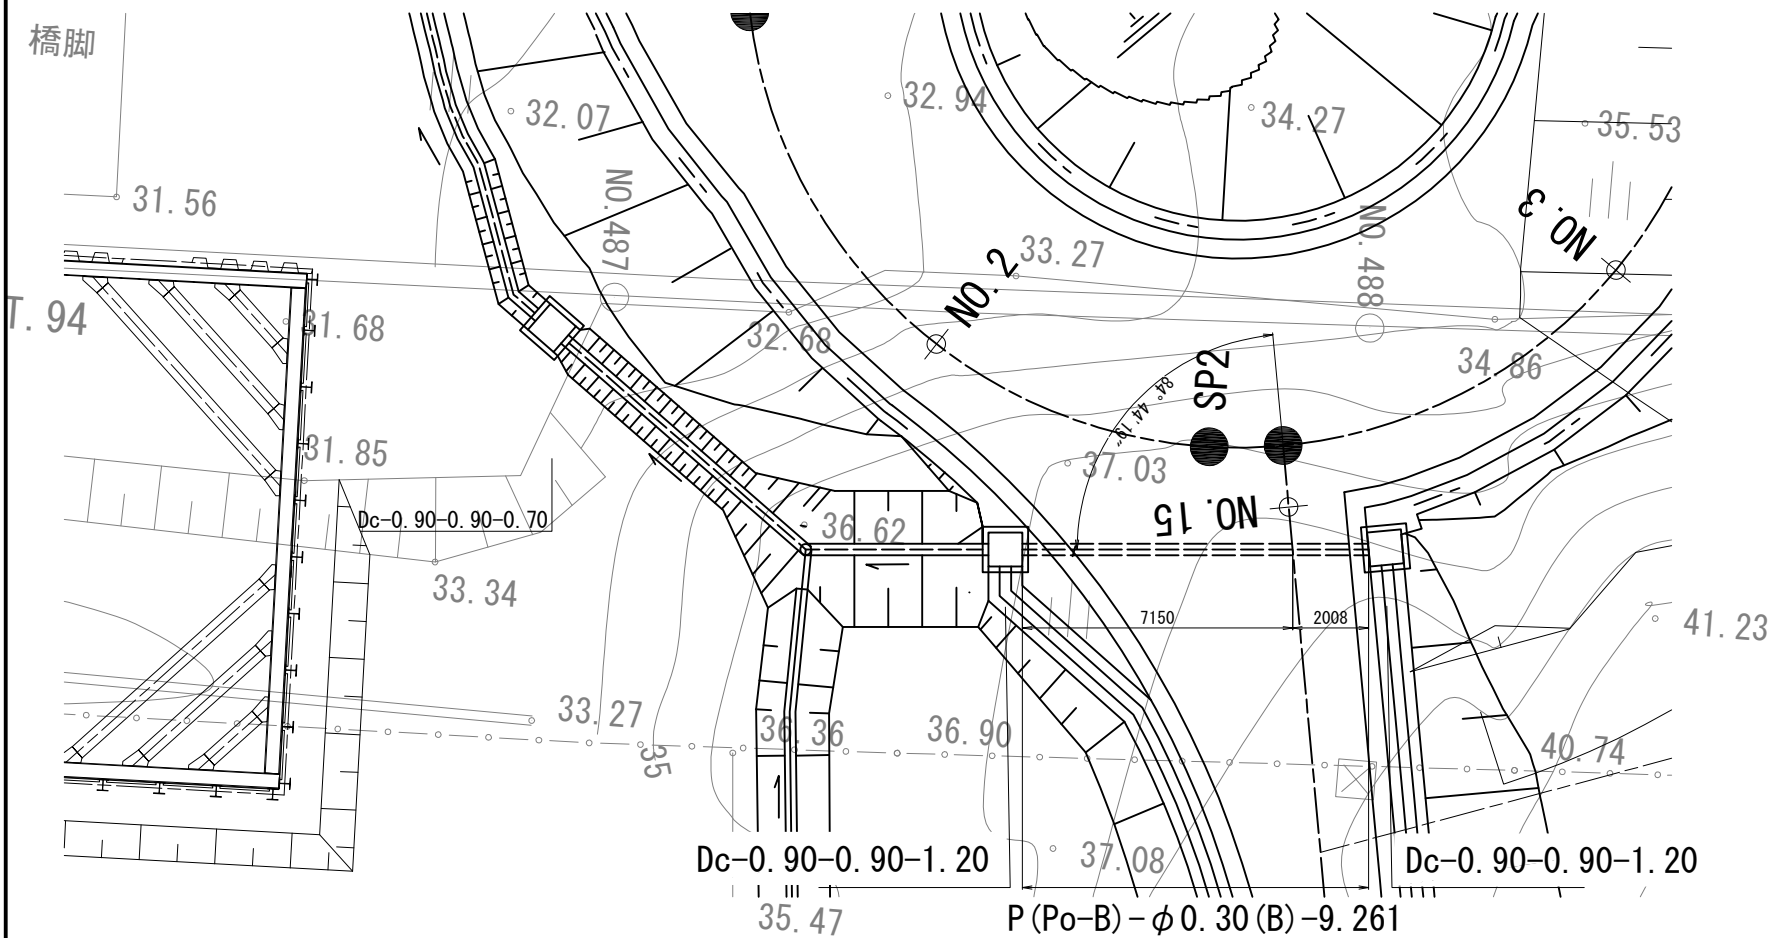 橋脚
32.07
32.94
34.27
35.53
31.56
NO.487
NO.488
NO.3
33.27
NO.2
T.94
31.68
32.68
34.86
84°44'19"
SP2
31.85
37.03
NO.15
Dc-0.90-0.90-0.70
36.62
33.34
7150
2008
41.23
33.27
36.36
36.90
35
40.74
Dc-0.90-0.90-1.20
37.08
Dc-0.90-0.90-1.20
35.47
P(Po-B)-φ0.30(B)-9.261